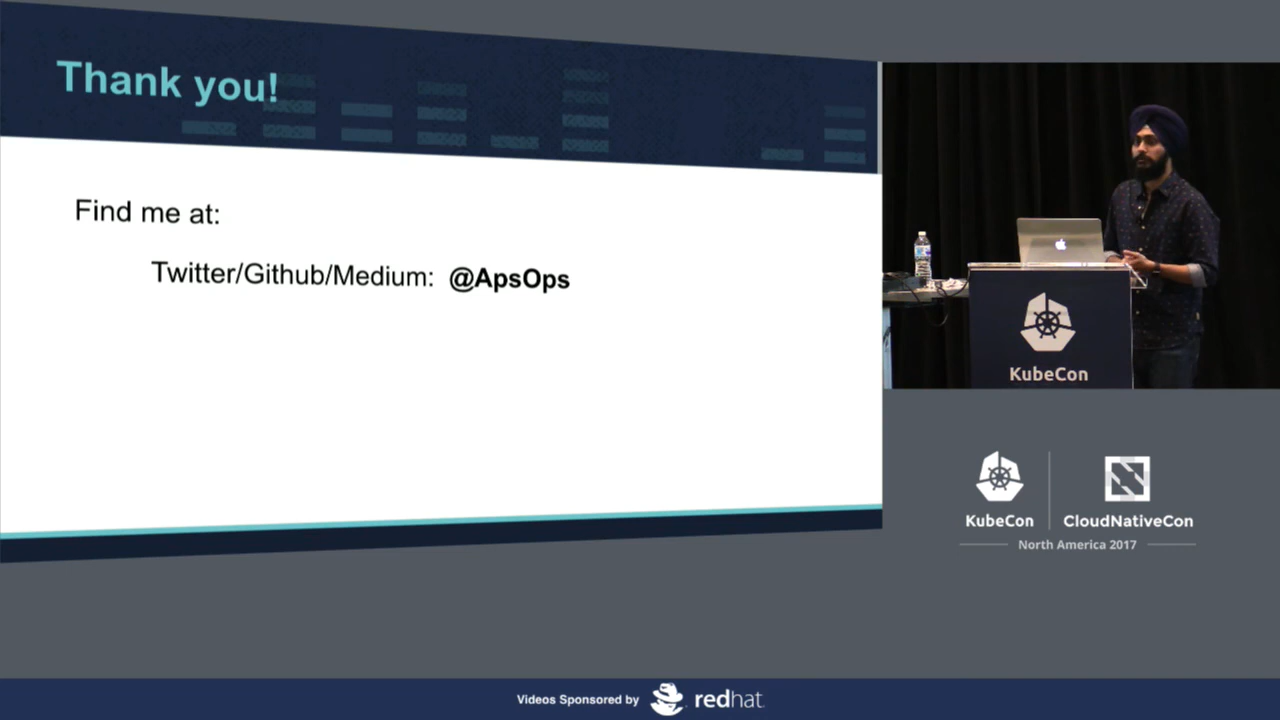 Thank you!
Find me at:
Twitter/Github/Medium: @ApsOps
KubeCon
KubeCon
CloudNativeCon
North America 2017
Videos Sponsored by redhat.